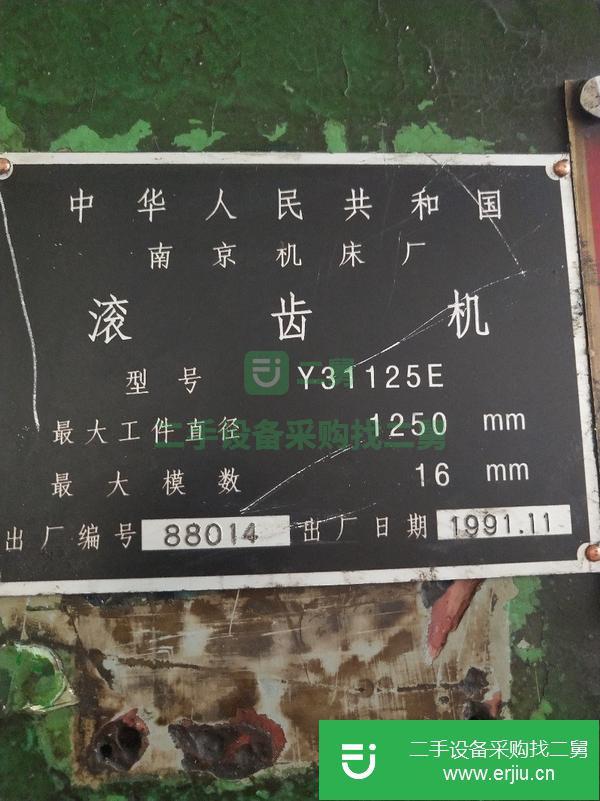 中华人民共和国
南京机床厂
滚齿机
型号 Y31125E
二舅
二手设备采购找二舅
最大工件直径 1250 mm
最大模数 16 mm
出厂编号 88014 出厂日期 1991.11
二手设备采购找二舅
www.erjiu.cn